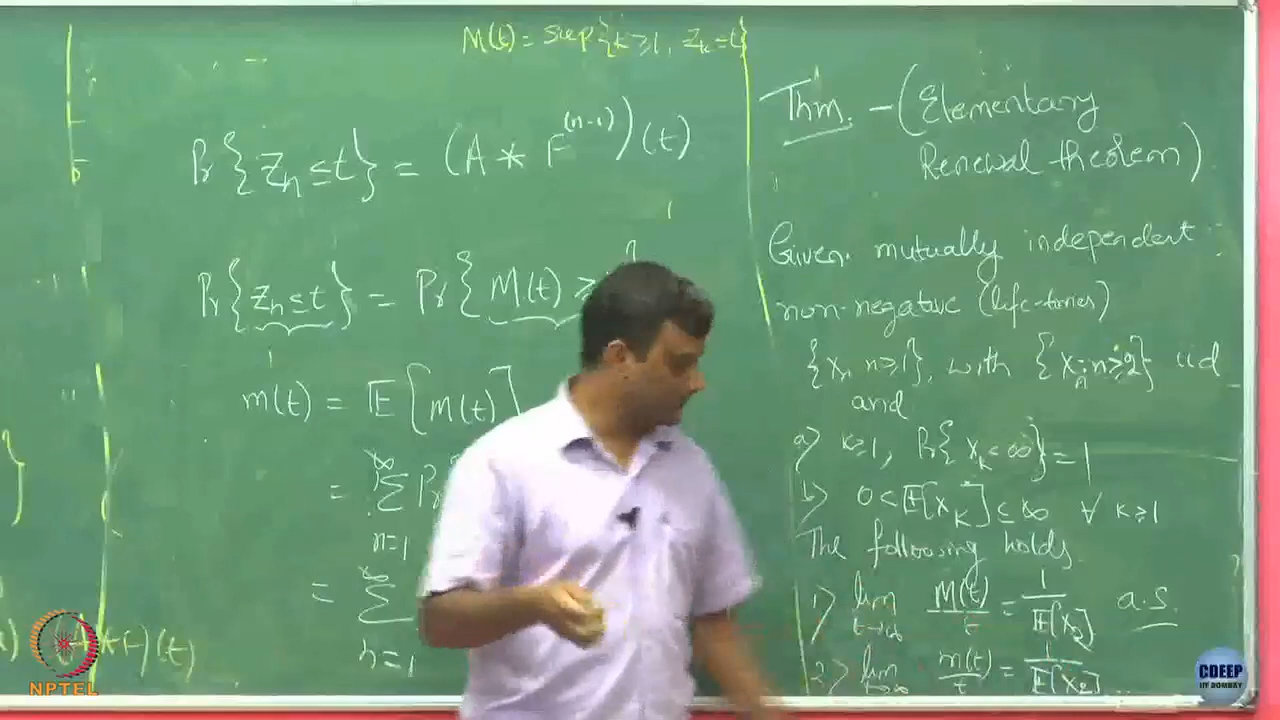 M(t) = sup{k ≥ 1, Z_k ≤ t}
Pr{Z_n ≤ t} = (A * F^{(n-1)})(t)
Pr{Z_n ≤ t} = Pr{M(t) ≥
m(t) = 𝔼[M(t)]
= ∑_{n=1}^{∞} Pr
= ∑_{n=1}^{∞}
)(t)
Thm. - (Elementary
Renewal theorem)
Given mutually independent
non-negative (life-times)
{X_n, n ≥ 1}, with {X_n; n ≥ 2} iid
and
a) k ≥ 1, Pr{X_k < ∞} = 1
b) 0 < 𝔼[X_k] ≤ ∞ ∀ k ≥ 1
The following holds
1) lim_{t→∞} M(t)/t = 1/𝔼[X_2] a.s.
2) lim_{t→∞} m(t)/t = 1/𝔼[X_2]
NPTEL
CDEEP
IIT BOMBAY